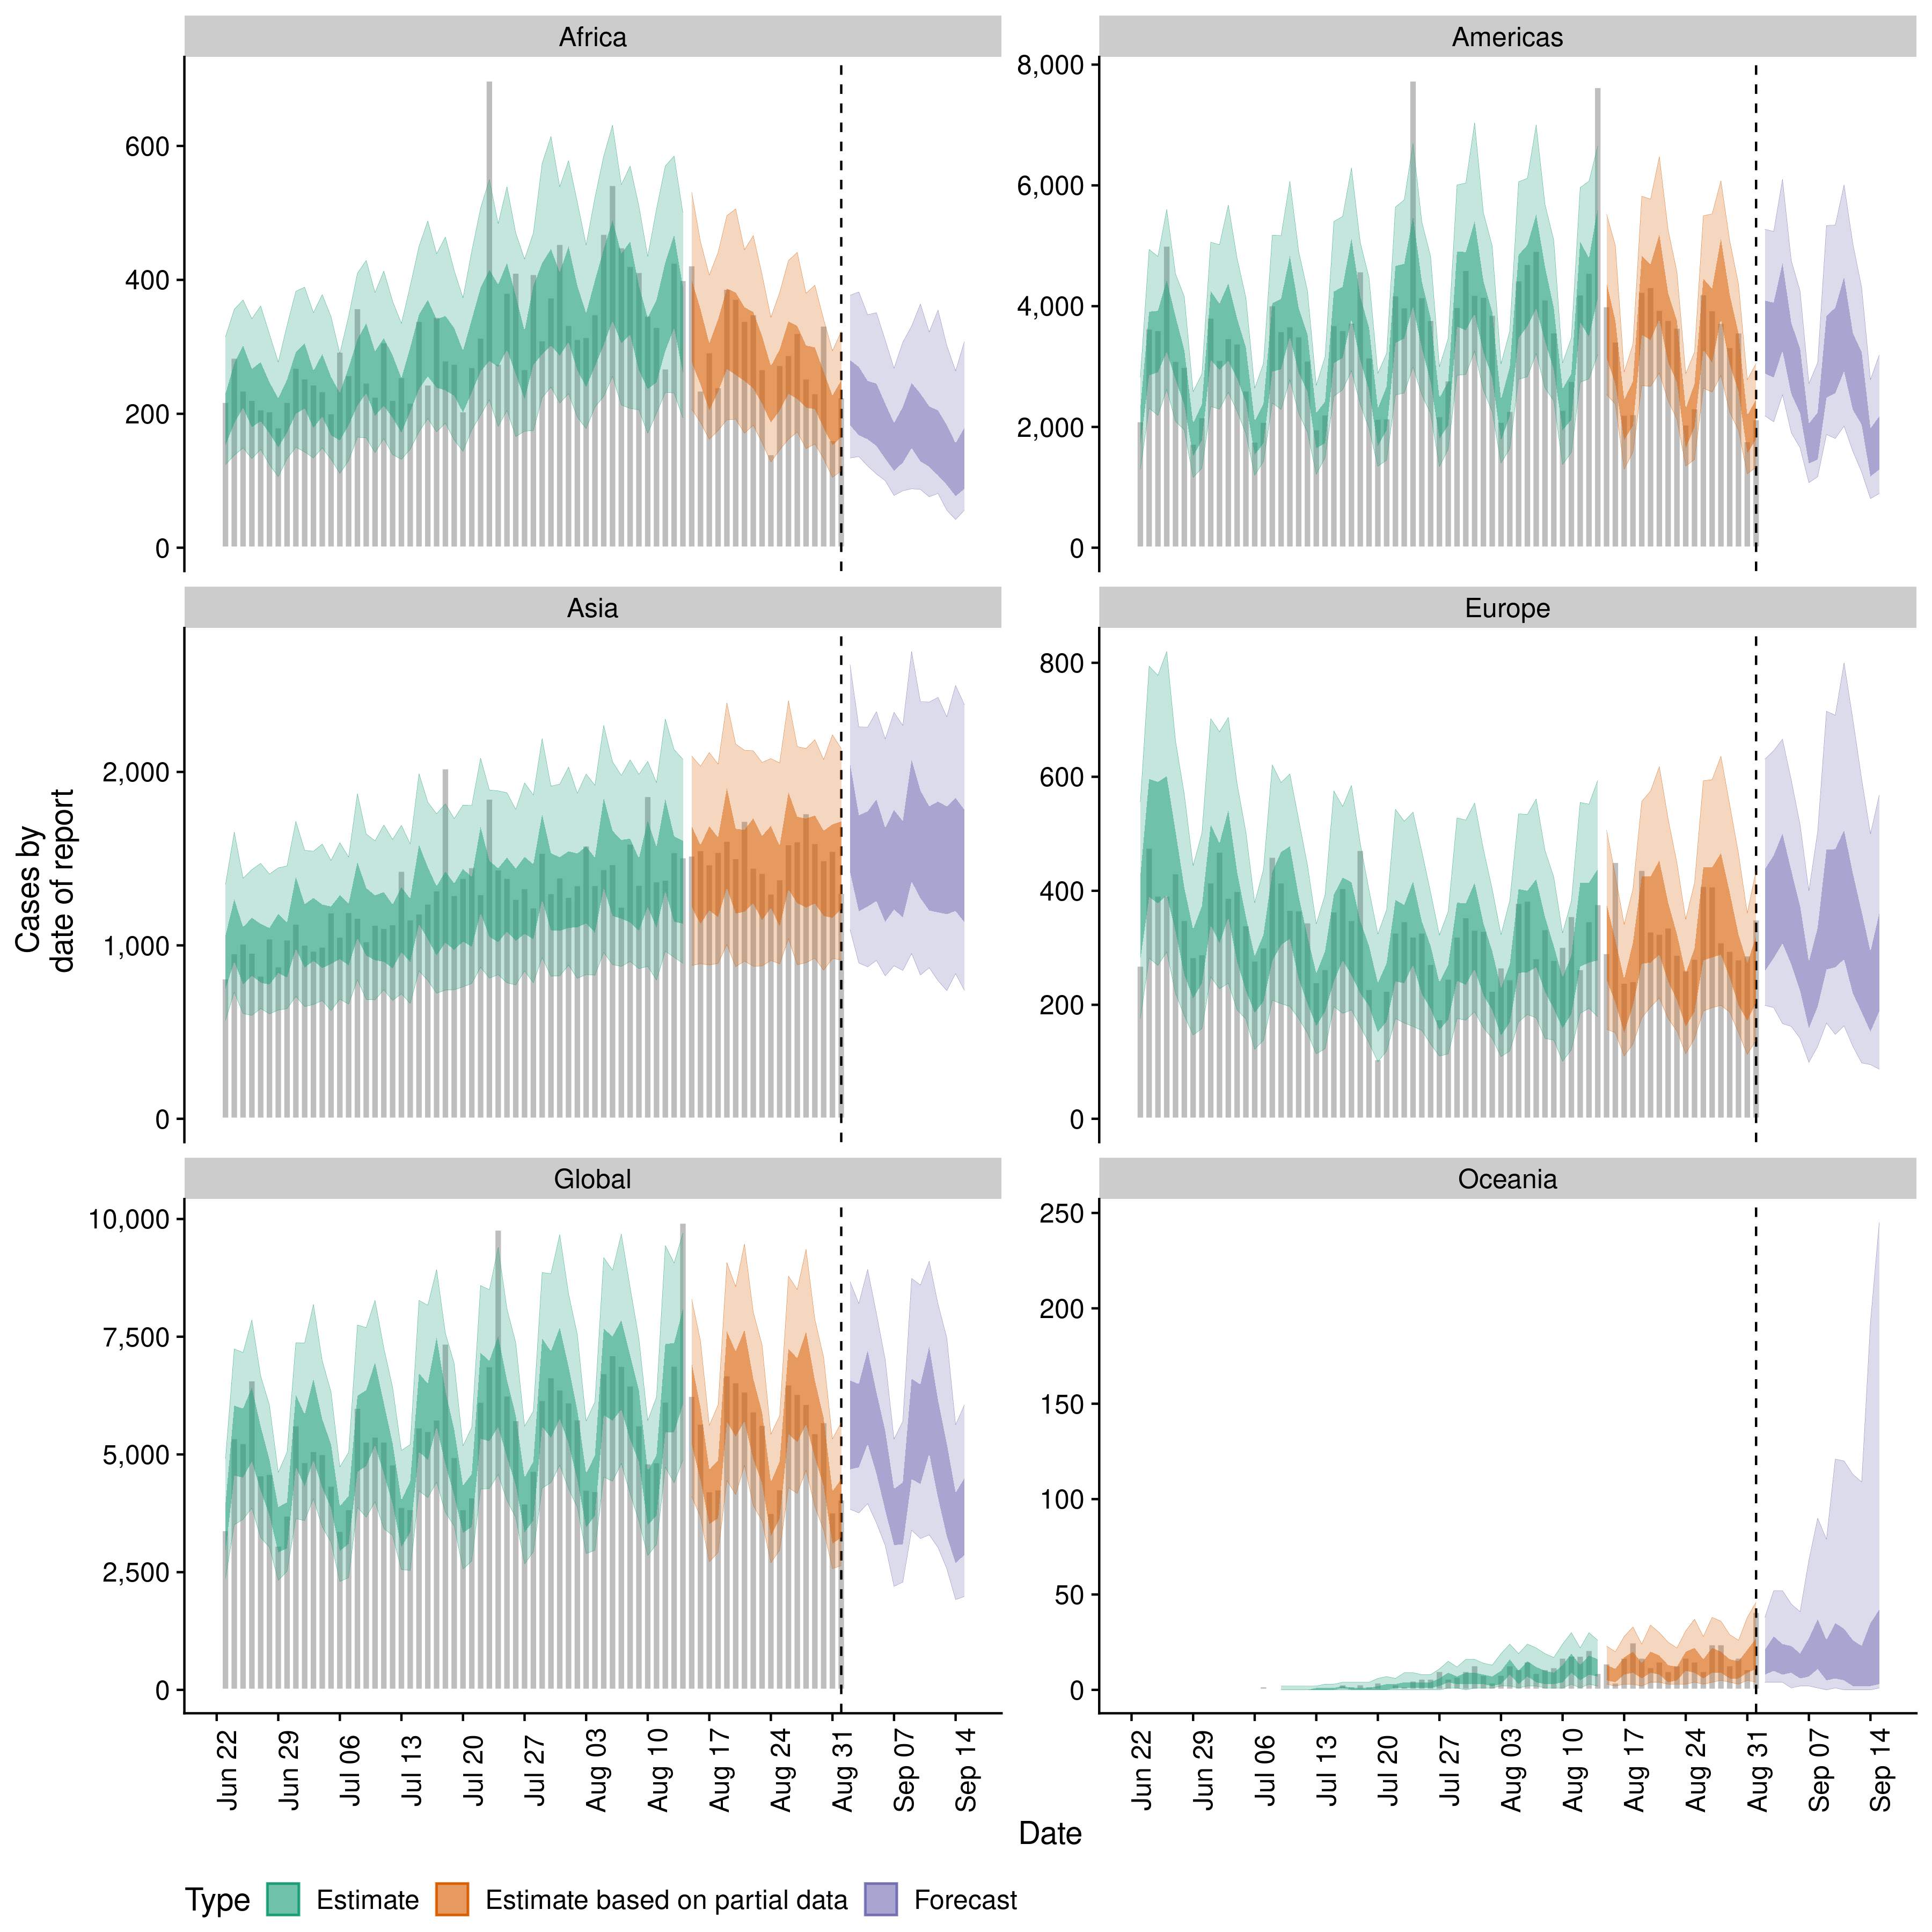 Africa
Americas
600
400
200
0
8,000
6,000
4,000
2,000
0
Asia
Europe
2,000
1,000
0
800
600
400
200
0
Global
Oceania
10,000
7,500
5,000
2,500
0
250
200
150
100
50
0
Cases by
date of report
Jun 22
Jun 29
Jul 06
Jul 13
Jul 20
Jul 27
Aug 03
Aug 10
Aug 17
Aug 24
Aug 31
Sep 07
Sep 14
Jun 22
Jun 29
Jul 06
Jul 13
Jul 20
Jul 27
Aug 03
Aug 10
Aug 17
Aug 24
Aug 31
Sep 07
Sep 14
Date
Type Estimate Estimate based on partial data Forecast